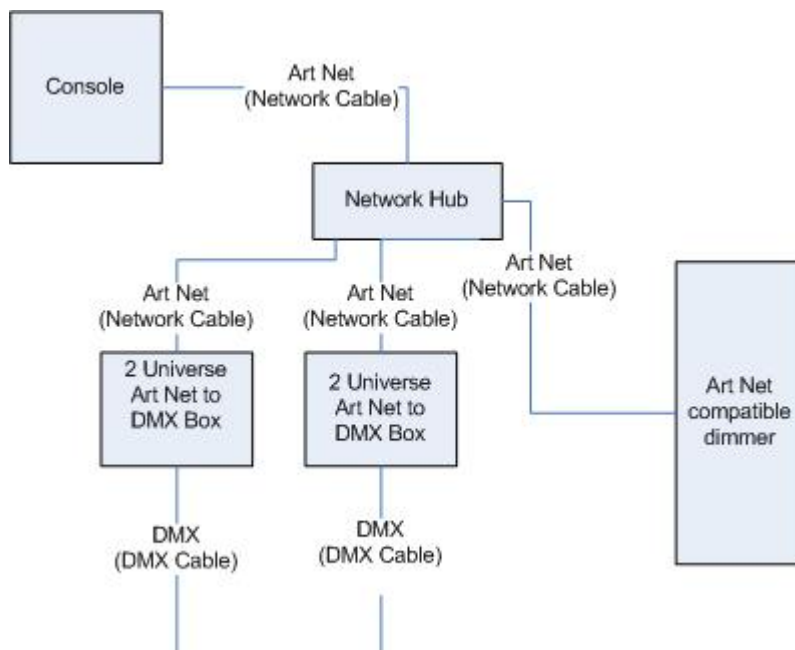 Console
Art Net
(Network Cable)
Network Hub
Art Net
(Network Cable)
Art Net
(Network Cable)
Art Net
(Network Cable)
2 Universe
Art Net to
DMX Box
2 Universe
Art Net to
DMX Box
Art Net
compatible
dimmer
DMX
(DMX Cable)
DMX
(DMX Cable)